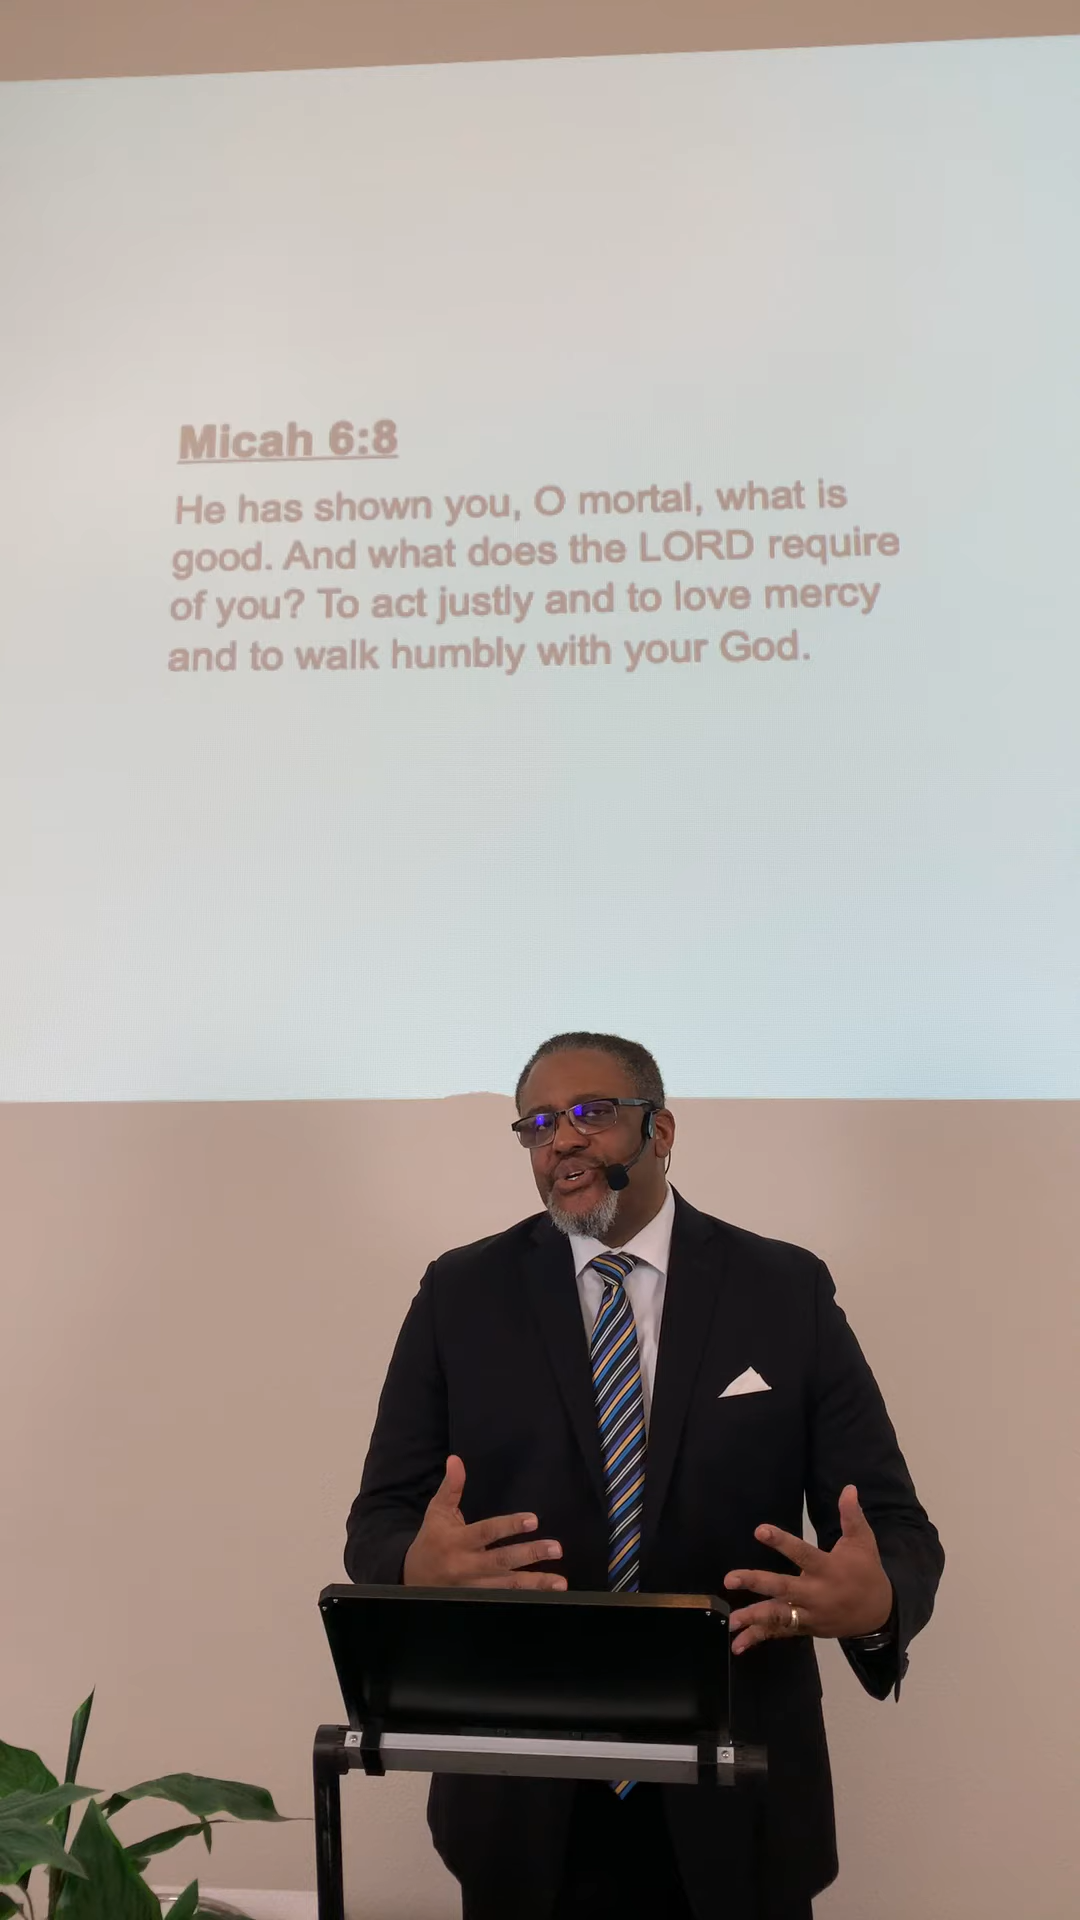 Micah 6:8
He has shown you, O mortal, what is
good. And what does the LORD require
of you? To act justly and to love mercy
and to walk humbly with your God.